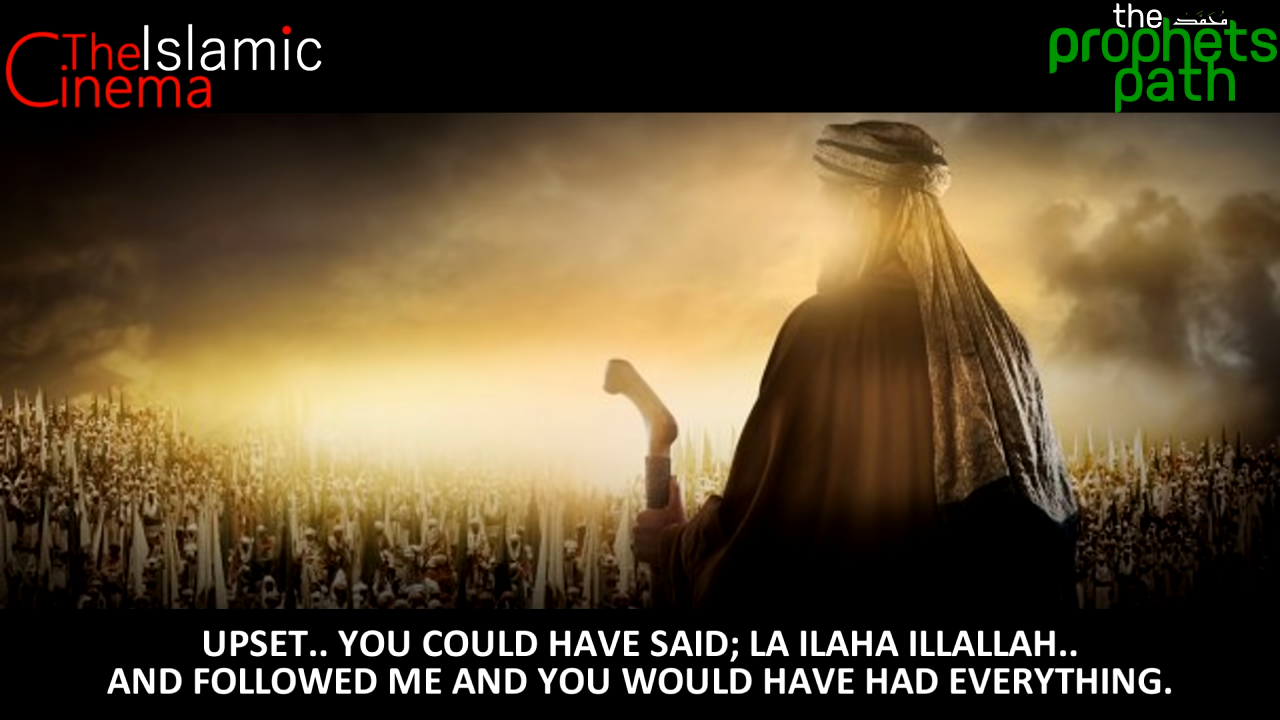 TheIslamic
Cinema
the محمد
prophets
path
UPSET.. YOU COULD HAVE SAID; LA ILAHA ILLALLAH..
AND FOLLOWED ME AND YOU WOULD HAVE HAD EVERYTHING.